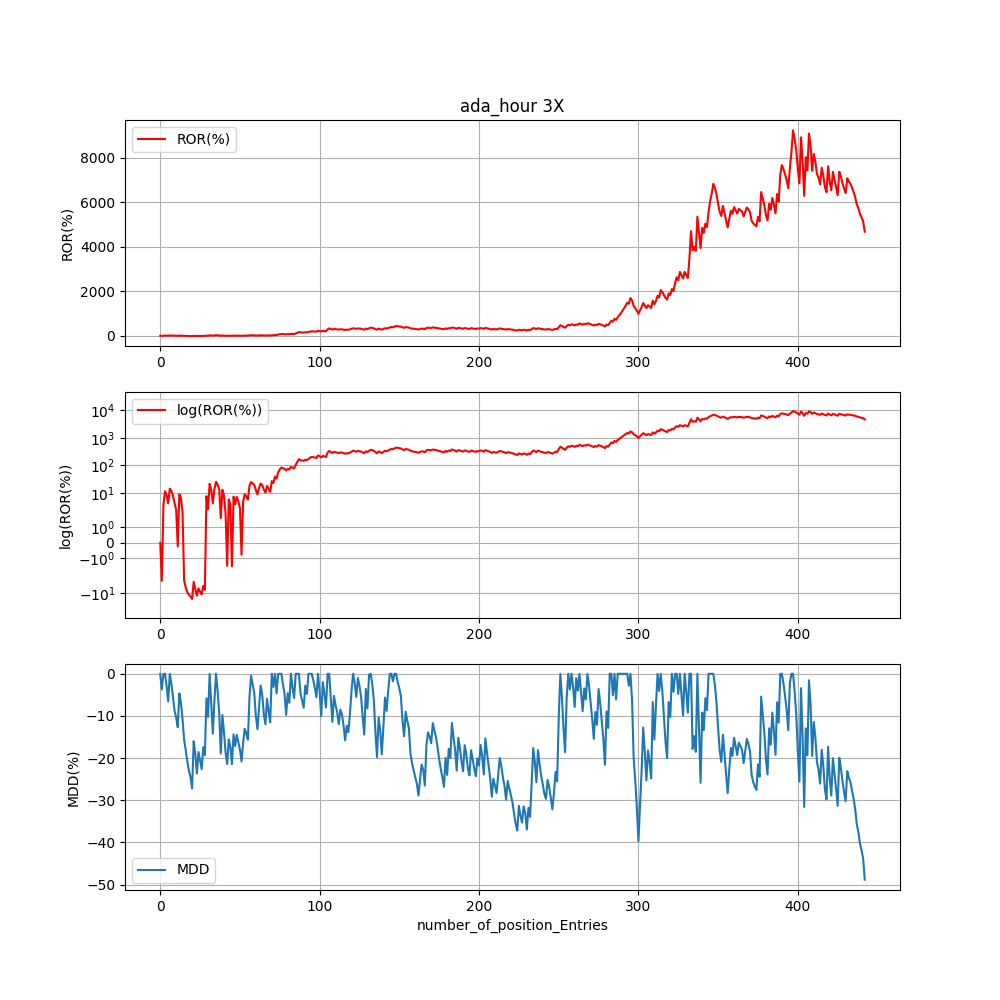 ada_hour 3X
ROR(%)
ROR(%)
8000
6000
4000
2000
0
0 100 200 300 400
log(ROR(%))
log(ROR(%))
10⁴
10³
10²
10¹
10⁰
0
−10⁰
−10¹
0 100 200 300 400
MDD(%)
0
−10
−20
−30
−40
−50
MDD
0 100 200 300 400
number_of_position_Entries